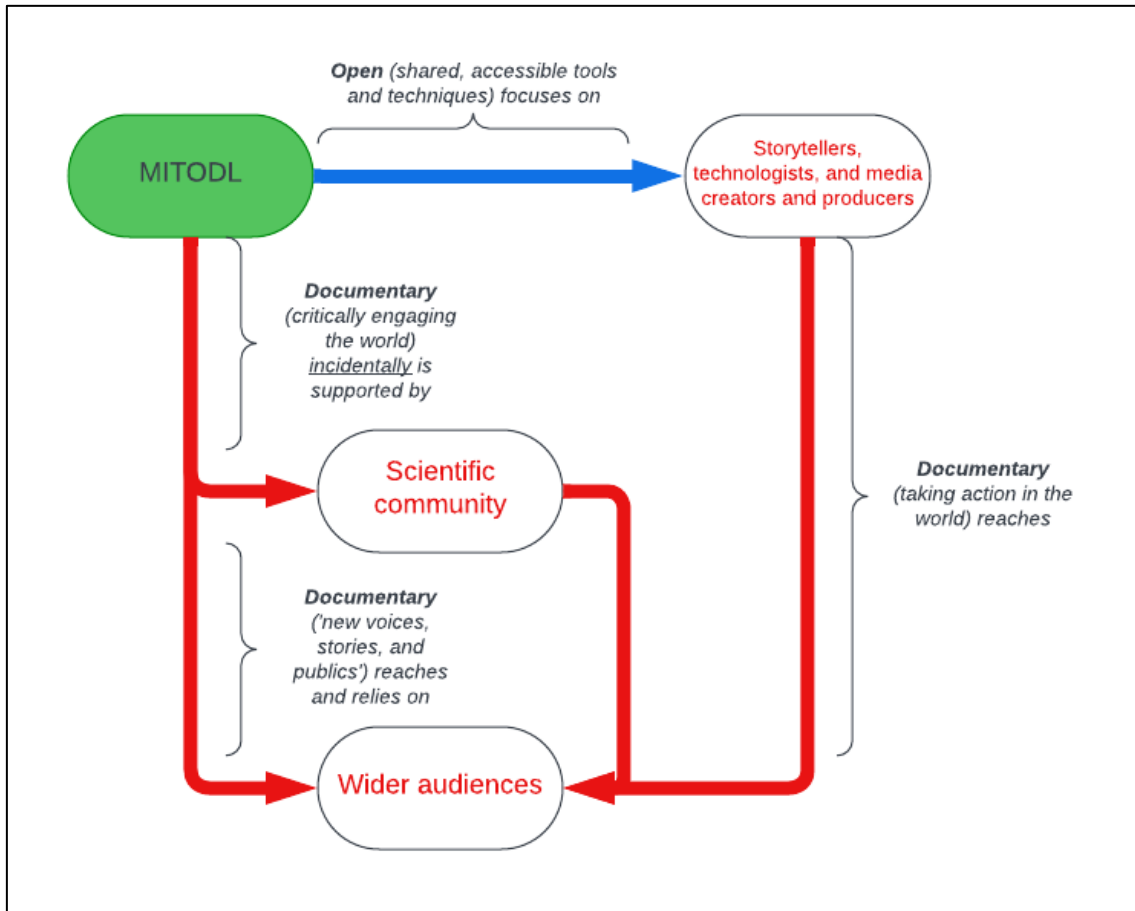 Open (shared, accessible tools
and techniques) focuses on
MITODL
Storytellers,
technologists, and media
creators and producers
Documentary
(critically engaging
the world)
incidentally is
supported by
Scientific
community
Documentary
(taking action in the
world) reaches
Documentary
('new voices,
stories, and
publics') reaches
and relies on
Wider audiences